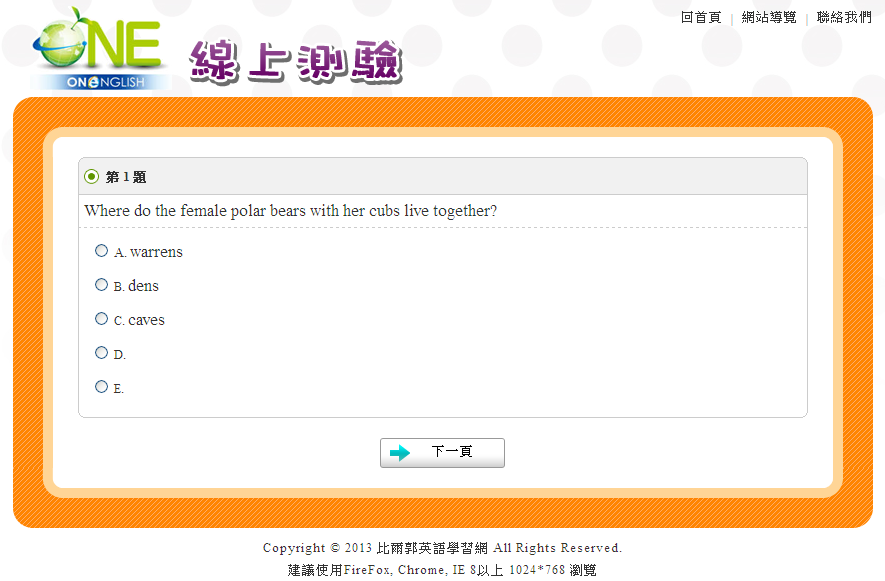 回首頁 | 網站導覽 | 聯絡我們
ONE
ONENGLISH
線上測驗
第 1 題
Where do the female polar bears with her cubs live together?
A. warrens
B. dens
C. caves
D.
E.
下一頁
Copyright © 2013 比爾郭英語學習網 All Rights Reserved.
建議使用FireFox, Chrome, IE 8以上 1024*768 瀏覽